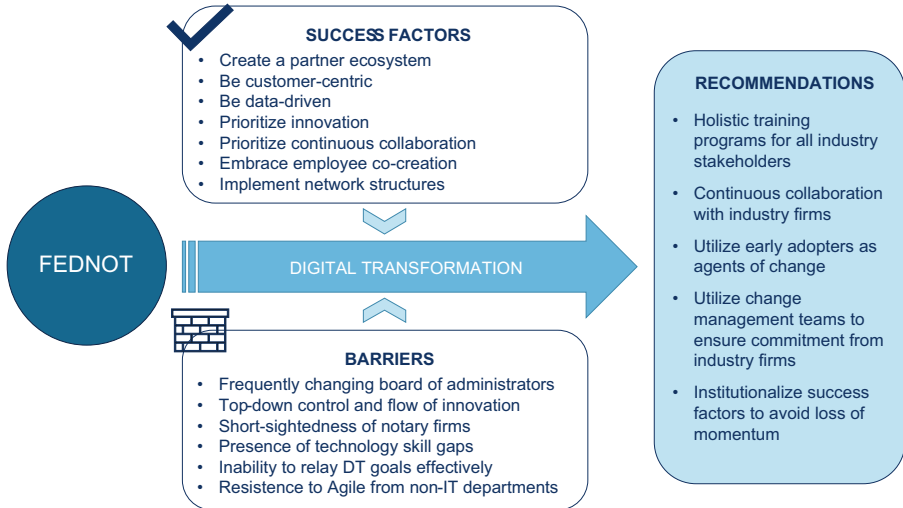 SUCCESS FACTORS
• Create a partner ecosystem
• Be customer-centric
• Be data-driven
• Prioritize innovation
• Prioritize continuous collaboration
• Embrace employee co-creation
• Implement network structures
FEDNOT
DIGITAL TRANSFORMATION
BARRIERS
• Frequently changing board of administrators
• Top-down control and flow of innovation
• Short-sightedness of notary firms
• Presence of technology skill gaps
• Inability to relay DT goals effectively
• Resistence to Agile from non-IT departments
RECOMMENDATIONS
• Holistic training
programs for all industry
stakeholders
• Continuous collaboration
with industry firms
• Utilize early adopters as
agents of change
• Utilize change
management teams to
ensure commitment from
industry firms
• Institutionalize success
factors to avoid loss of
momentum